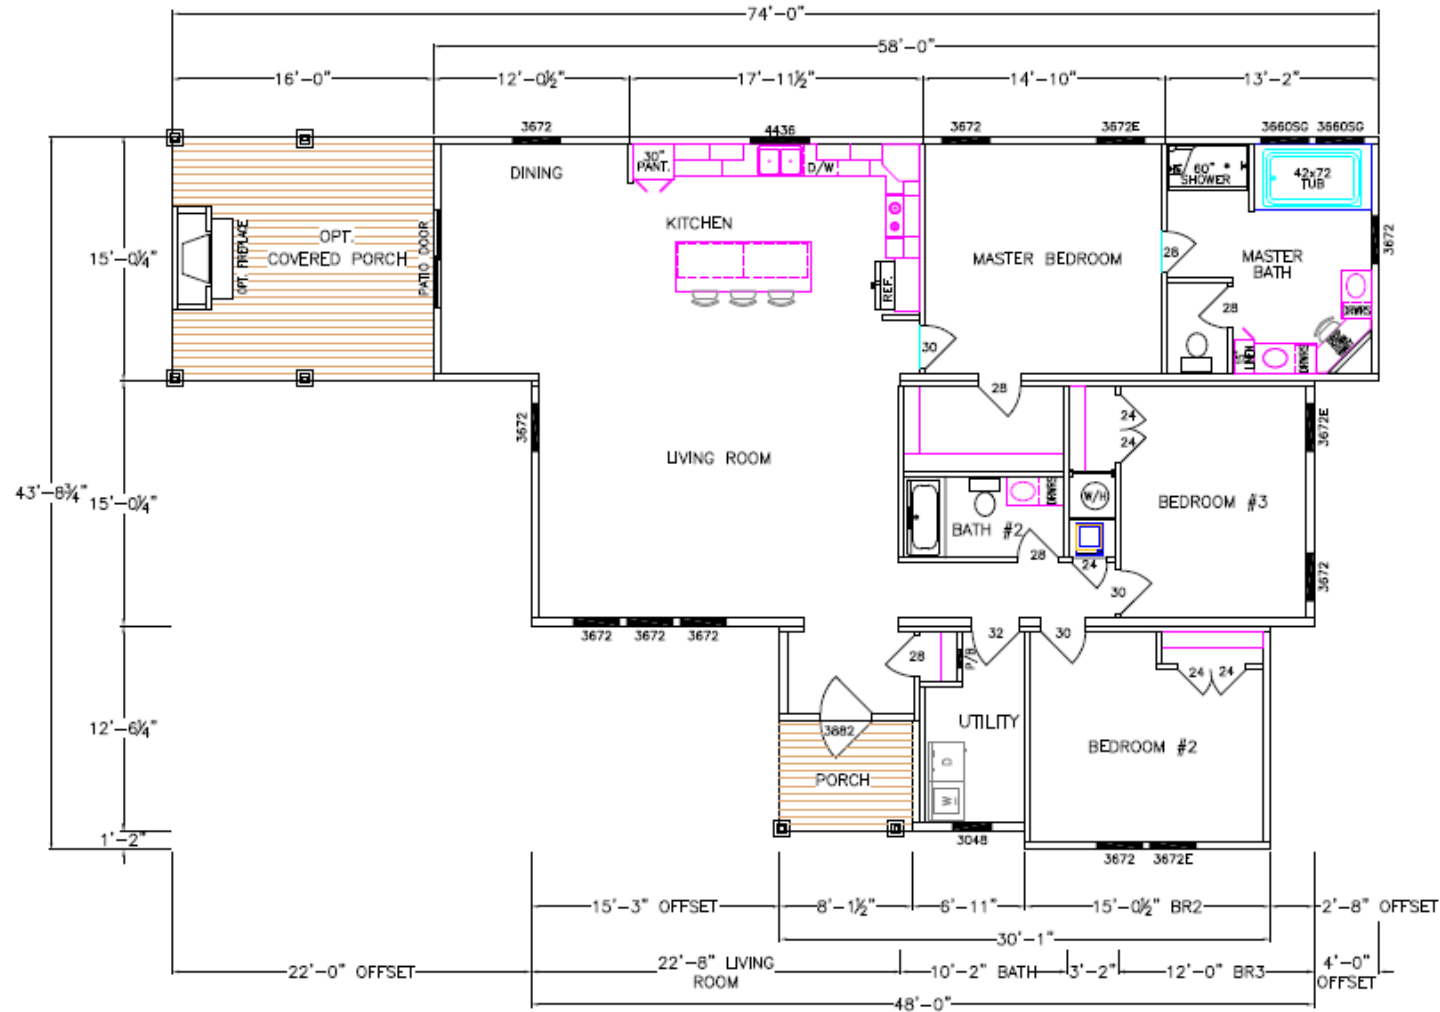 74'-0"
58'-0"
16'-0"
12'-0½"
17'-11½"
14'-10"
13'-2"
3672
4436
3672
3672E
3660SG
3660SG
DINING
30"
PANT.
D/W
60"
SHOWER
42x72
TUB
KITCHEN
OPT.
COVERED PORCH
OPT. FIREPLACE
PATIO DOOR
15'-0¼"
MASTER BEDROOM
28
MASTER
BATH
3672
REF.
28
DRWRS
30
LINEN
DRWRS
28
3672
24
24
3672E
LIVING ROOM
43'-8¾"
15'-0¼"
W/H
DRWRS
BEDROOM #3
BATH #2
28
24
30
3672
3672
3672
3672
32
30
28
P/B
24
24
12'-6¼"
3882
UTILITY
BEDROOM #2
D
PORCH
W
1'-2"
3048
3672
3672E
15'-3" OFFSET
8'-1½"
6'-11"
15'-0½" BR2
2'-8" OFFSET
30'-1"
22'-0" OFFSET
22'-8" LIVING
ROOM
10'-2" BATH
3'-2"
12'-0" BR3
4'-0"
OFFSET
48'-0"